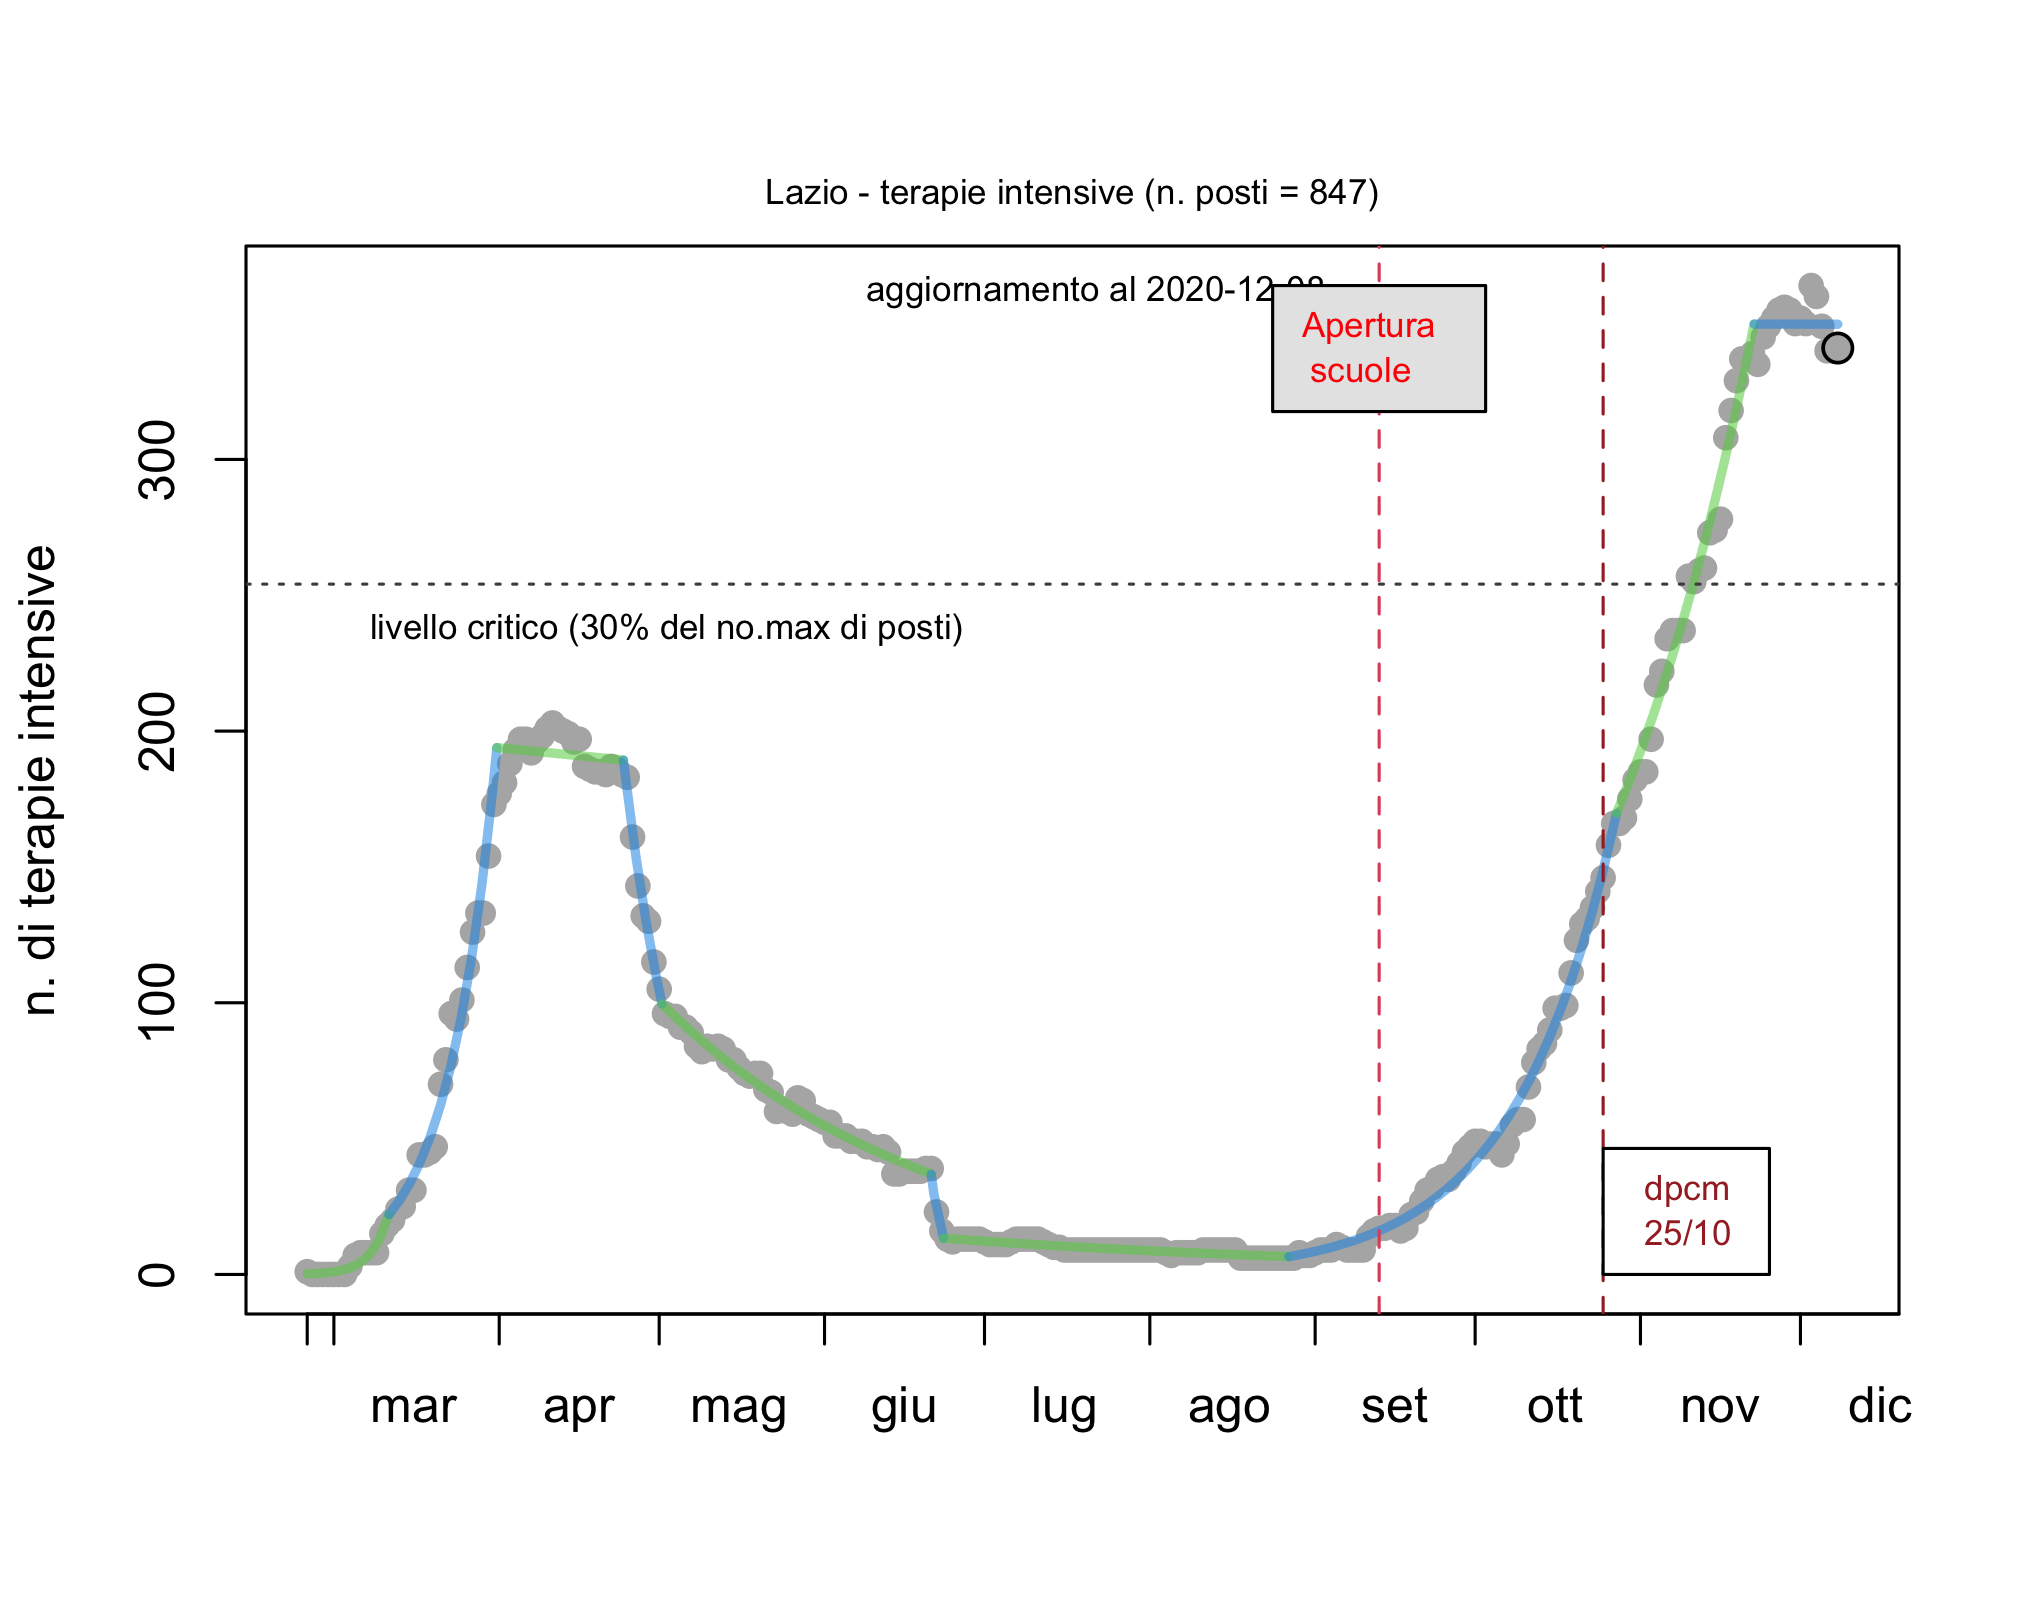 Lazio - terapie intensive (n. posti = 847)
aggiornamento al 2020-12-08
Apertura
scuole
livello critico (30% del no.max di posti)
dpcm
25/10
n. di terapie intensive
0
100
200
300
mar apr mag giu lug ago set ott nov dic